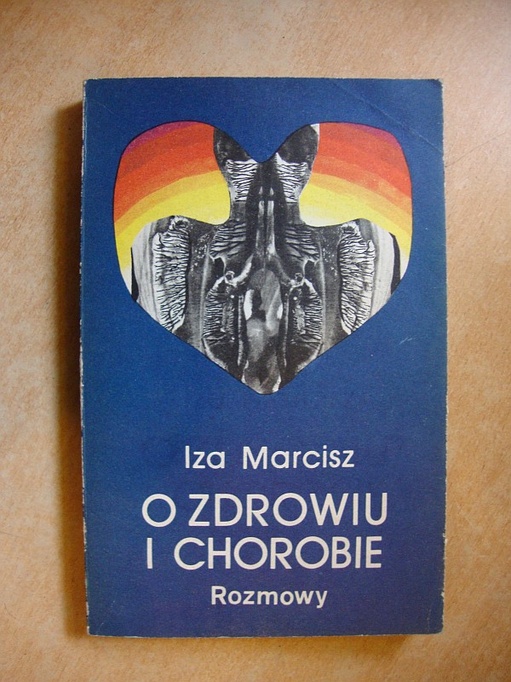 Iza Marcisz
O ZDROWIU
I CHOROBIE
Rozmowy